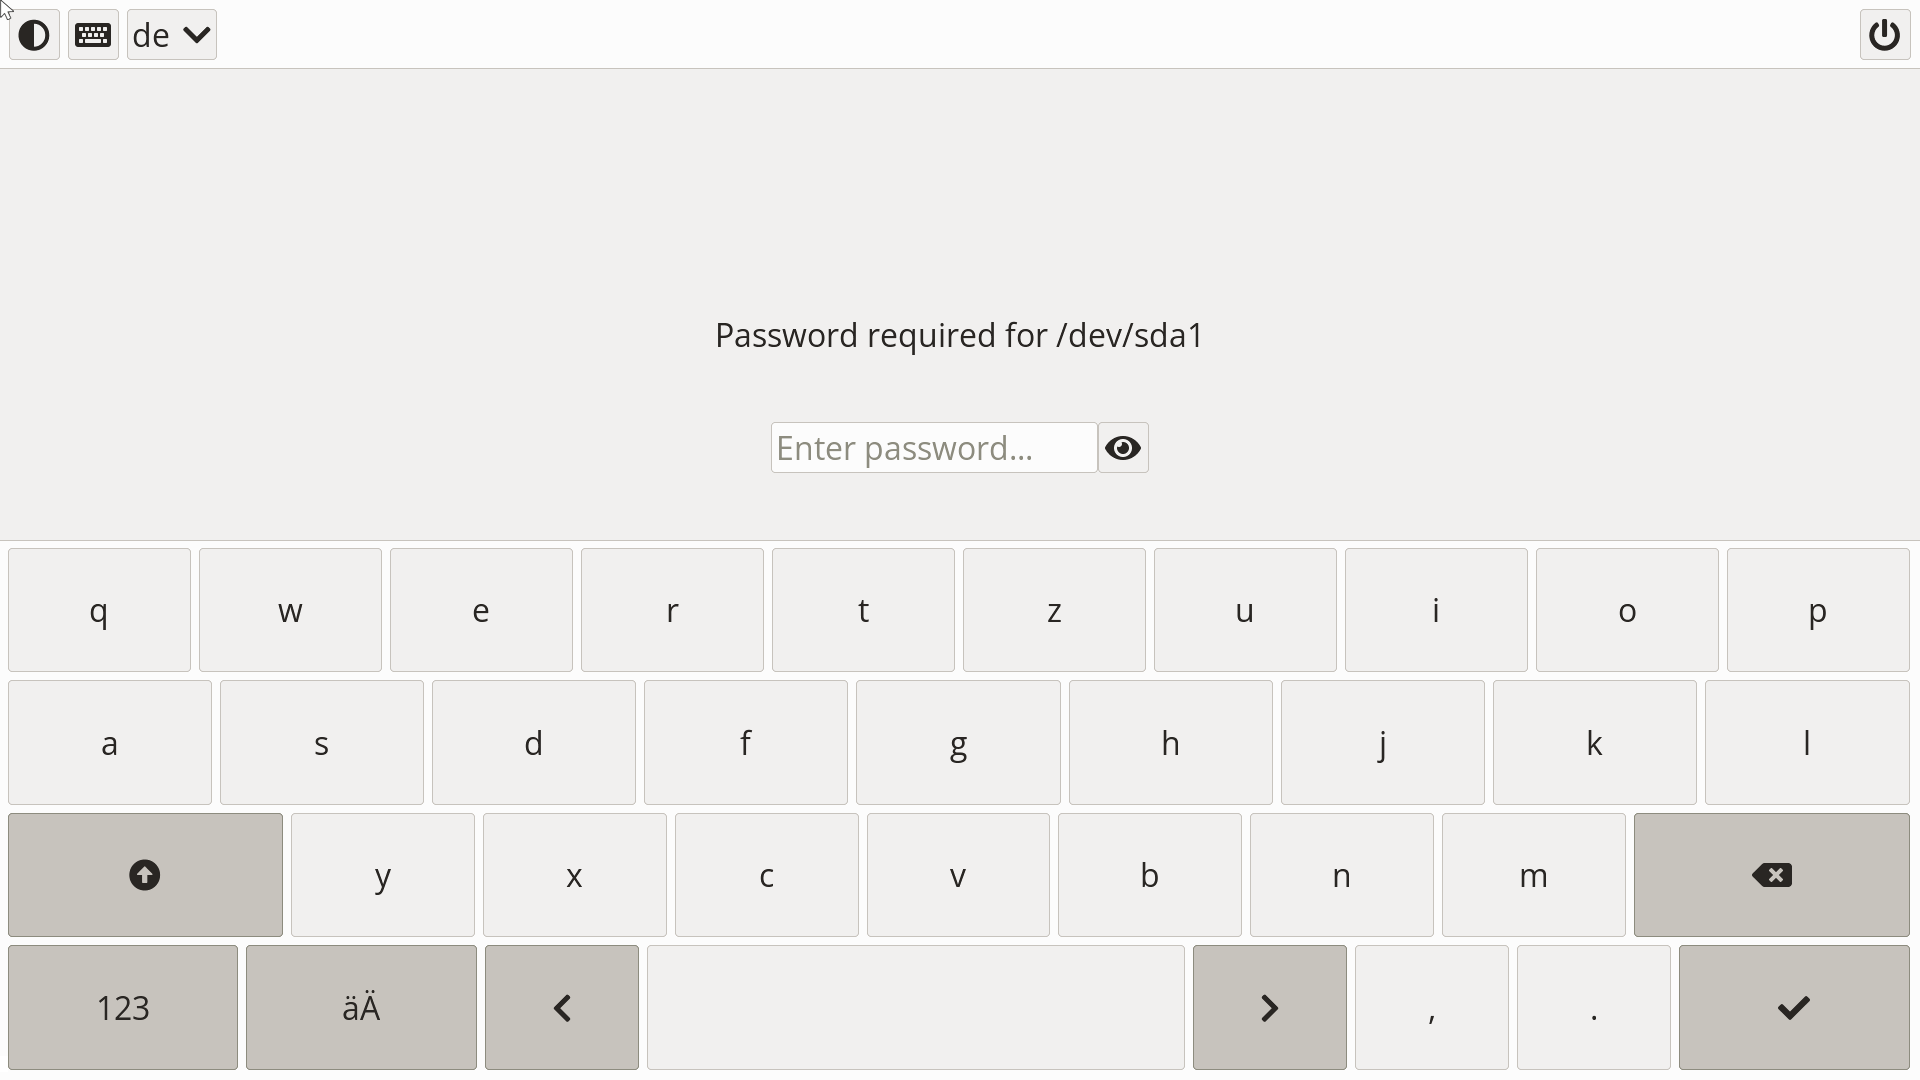 de
Password required for /dev/sda1
Enter password...
q w e r t z u i o p
a s d f g h j k l
y x c v b n m
123 äÄ , .